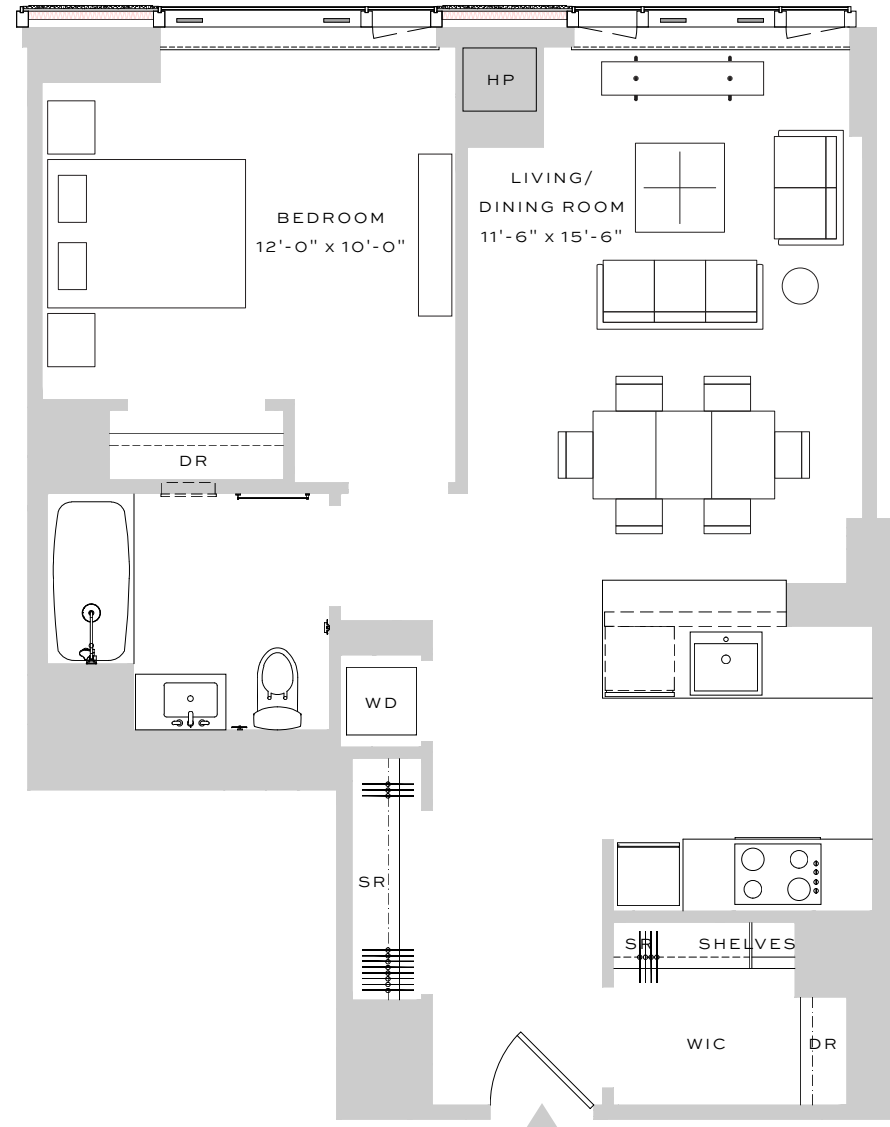 HP
LIVING/
DINING ROOM
11'-6" x 15'-6"
BEDROOM
12'-0" x 10'-0"
DR
WD
SR
SR SHELVES
WIC DR